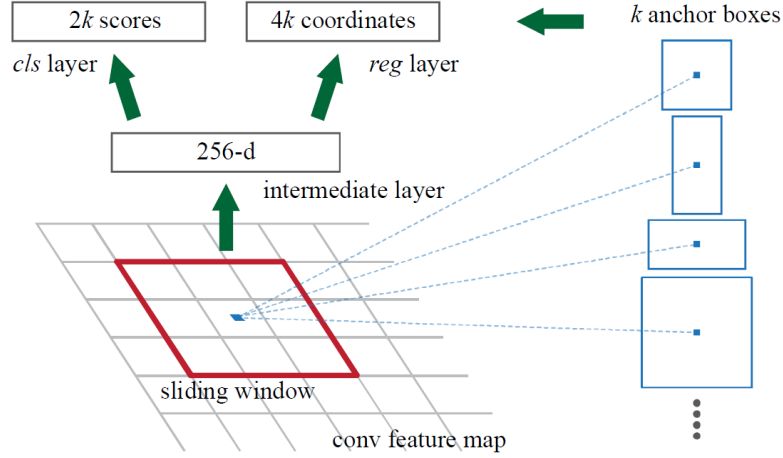 2k scores
4k coordinates
k anchor boxes
cls layer
reg layer
256-d
intermediate layer
sliding window
conv feature map